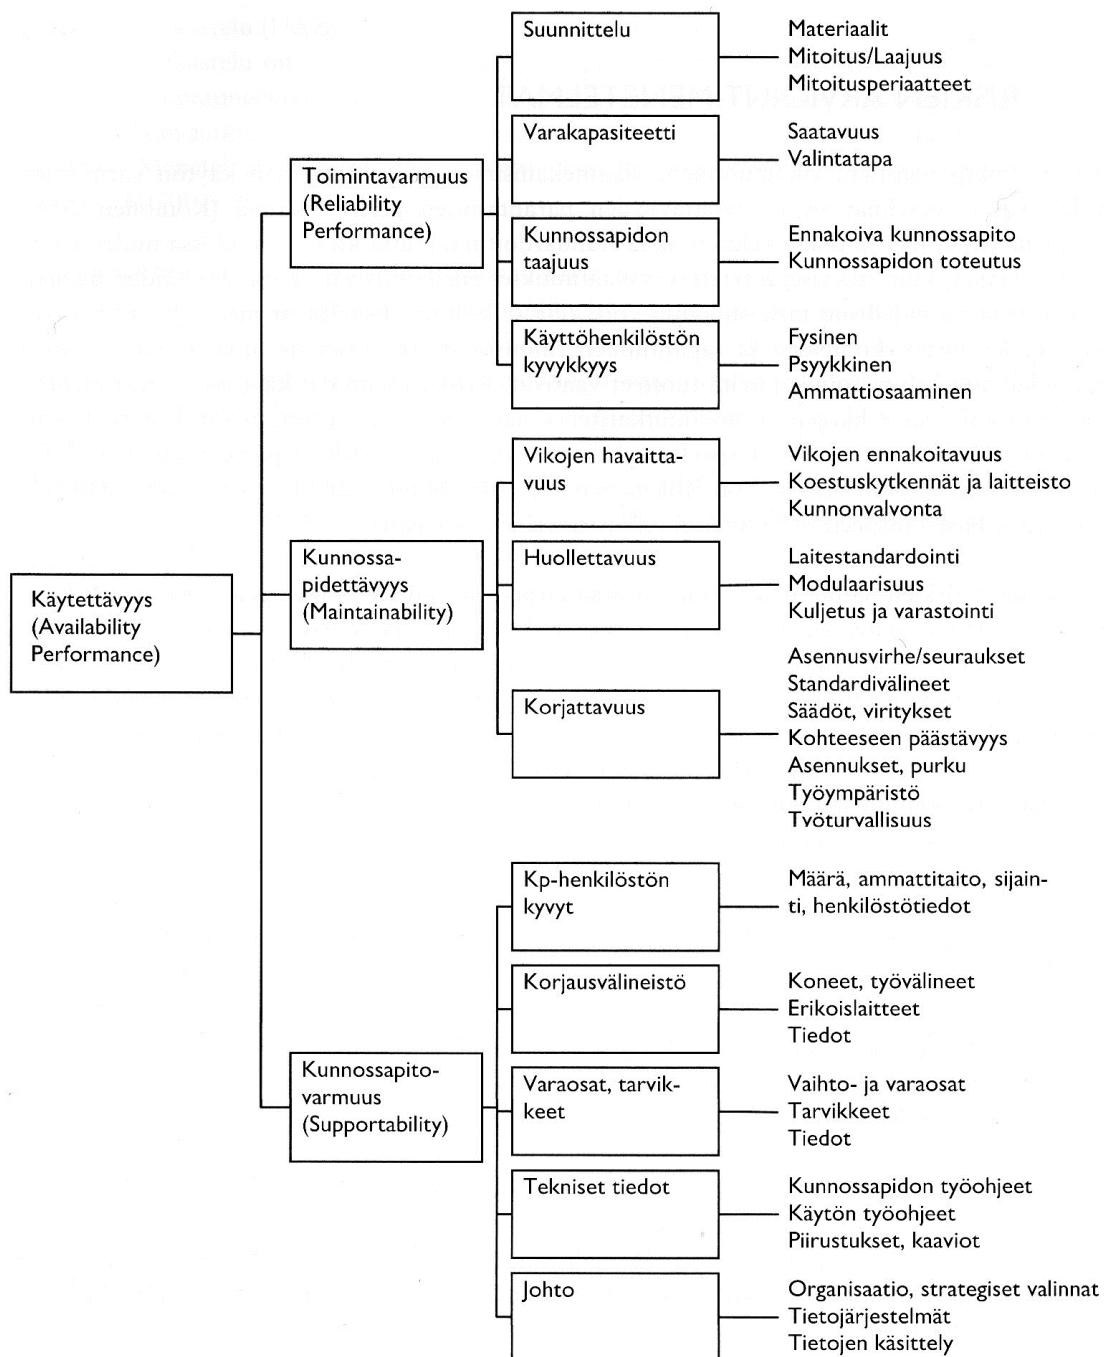 Käytettävyys
(Availability
Performance)
Toimintavarmuus
(Reliability
Performance)
Suunnittelu
Materiaalit
Mitoitus/Laajuus
Mitoitusperiaatteet
Varakapasiteetti
Saatavuus
Valintatapa
Kunnossapidon
taajuus
Ennakoiva kunnossapito
Kunnossapidon toteutus
Käyttöhenkilöstön
kyvykkyys
Fysinen
Psyykkinen
Ammattiosaaminen
Kunnossa-
pidettävyys
(Maintainability)
Vikojen havaitta-
vuus
Vikojen ennakoitavuus
Koestuskytkennät ja laitteisto
Kunnonvalvonta
Huollettavuus
Laitestandardointi
Modulaarisuus
Kuljetus ja varastointi
Korjattavuus
Asennusvirhe/seuraukset
Standardivälineet
Säädöt, viritykset
Kohteeseen päästävyys
Asennukset, purku
Työympäristö
Tvöturvallisuus
Kunnossapito-
varmuus
(Supportability)
Kp-henkilöstön
kyvyt
Määrä, ammattitaito, sijain-
ti, henkilöstötiedot
Korjausvälineistö
Koneet, työvälineet
Erikoislaitteet
Tiedot
Varaosat, tarvik-
keet
Vaihto- ja varaosat
Tarvikkeet
Tiedot
Tekniset tiedot
Kunnossapidon työohjeet
Käytön työohjeet
Piirustukset, kaaviot
Johto
Organisaatio, strategiset valinnat
Tietojärjestelmät
Tietojen käsittely